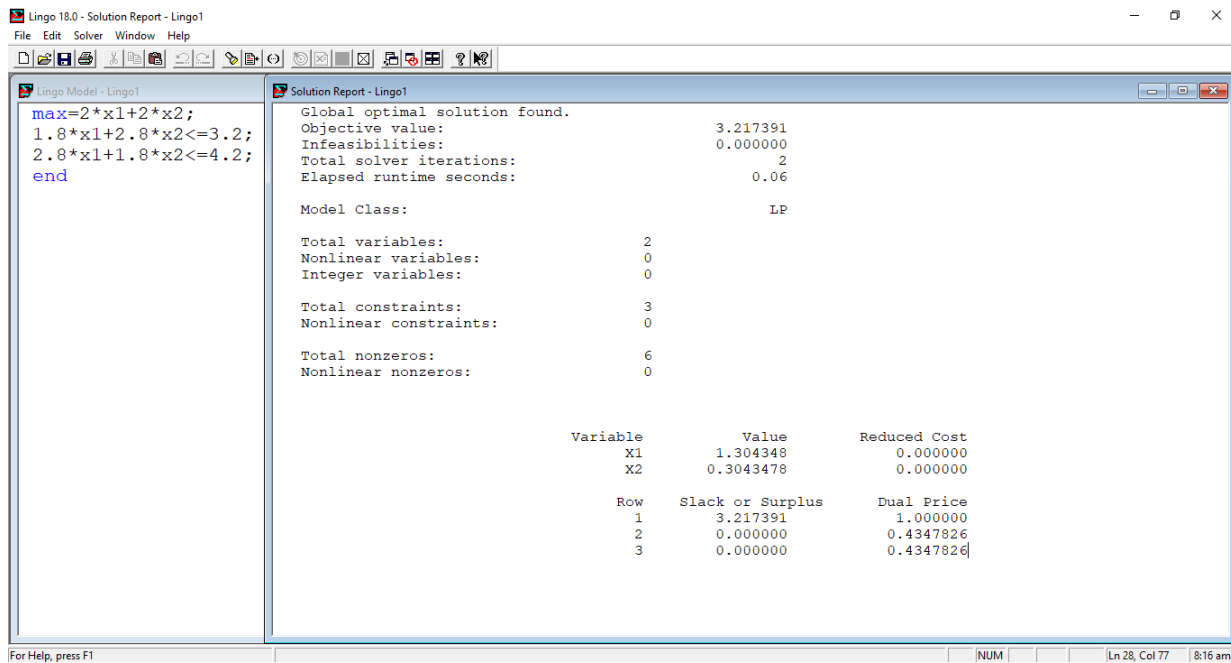 Lingo 18.0 - Solution Report - Lingo1
File Edit Solver Window Help
Lingo Model - Lingo1
max=2*x1+2*x2;
1.8*x1+2.8*x2<=3.2;
2.8*x1+1.8*x2<=4.2;
end
Solution Report - Lingo1
Global optimal solution found.
Objective value: 3.217391
Infeasibilities: 0.000000
Total solver iterations: 2
Elapsed runtime seconds: 0.06
Model Class: LP
Total variables: 2
Nonlinear variables: 0
Integer variables: 0
Total constraints: 3
Nonlinear constraints: 0
Total nonzeros: 6
Nonlinear nonzeros: 0
Variable Value Reduced Cost
X1 1.304348 0.000000
X2 0.3043478 0.000000
Row Slack or Surplus Dual Price
1 3.217391 1.000000
2 0.000000 0.4347826
3 0.000000 0.4347826
For Help, press F1 NUM Ln 28, Col 77 8:16 am